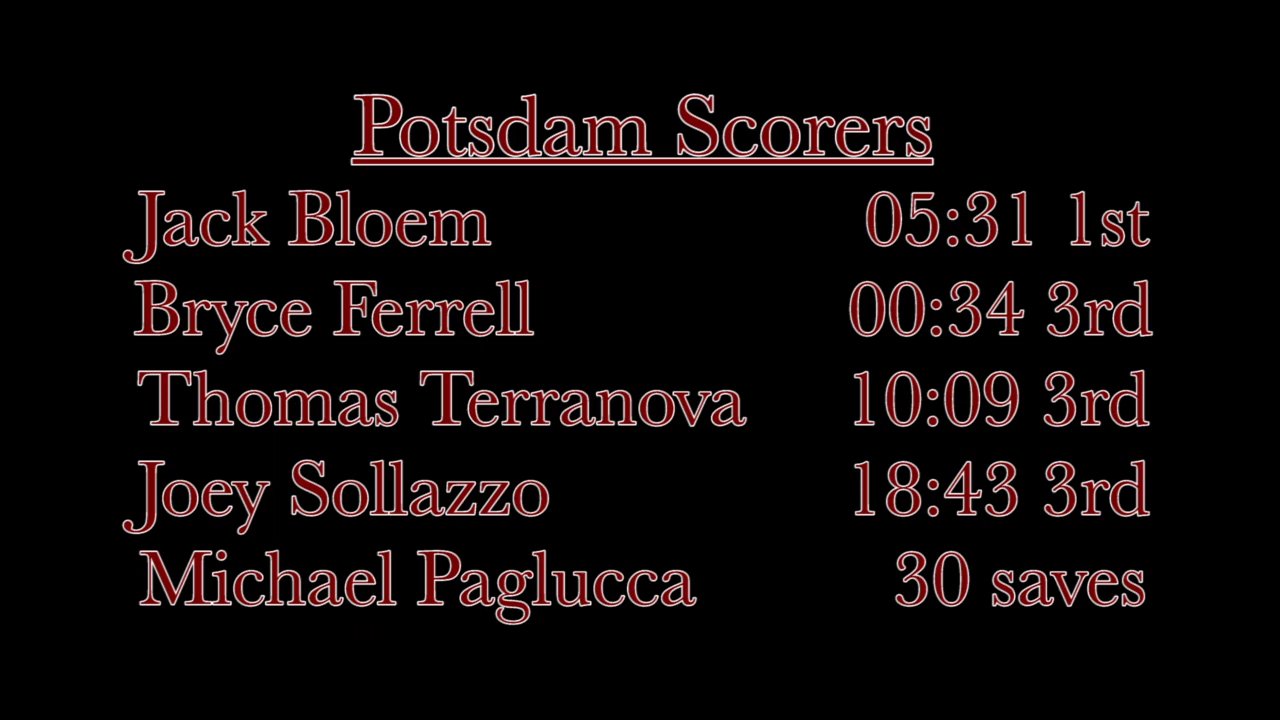 Potsdam Scorers
Jack Bloem 05:31 1st
Bryce Ferrell 00:34 3rd
Thomas Terranova 10:09 3rd
Joey Sollazzo 18:43 3rd
Michael Paglucca 30 saves